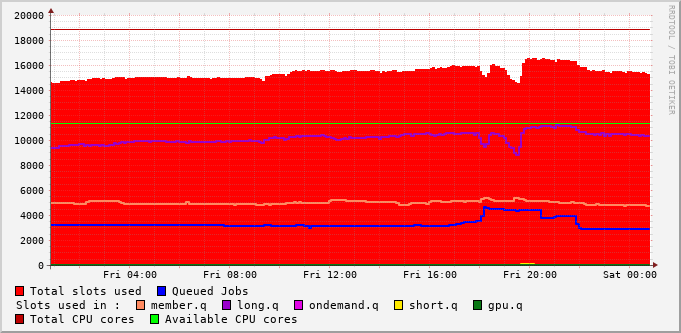 20000
18000
16000
14000
12000
10000
8000
6000
4000
2000
0
Fri 04:00 Fri 08:00 Fri 12:00 Fri 16:00 Fri 20:00 Sat 00:00
RRDTOOL / TOBI OETIKER
Total slots used Queued Jobs
Slots used in : member.q long.q ondemand.q short.q gpu.q
Total CPU cores Available CPU cores